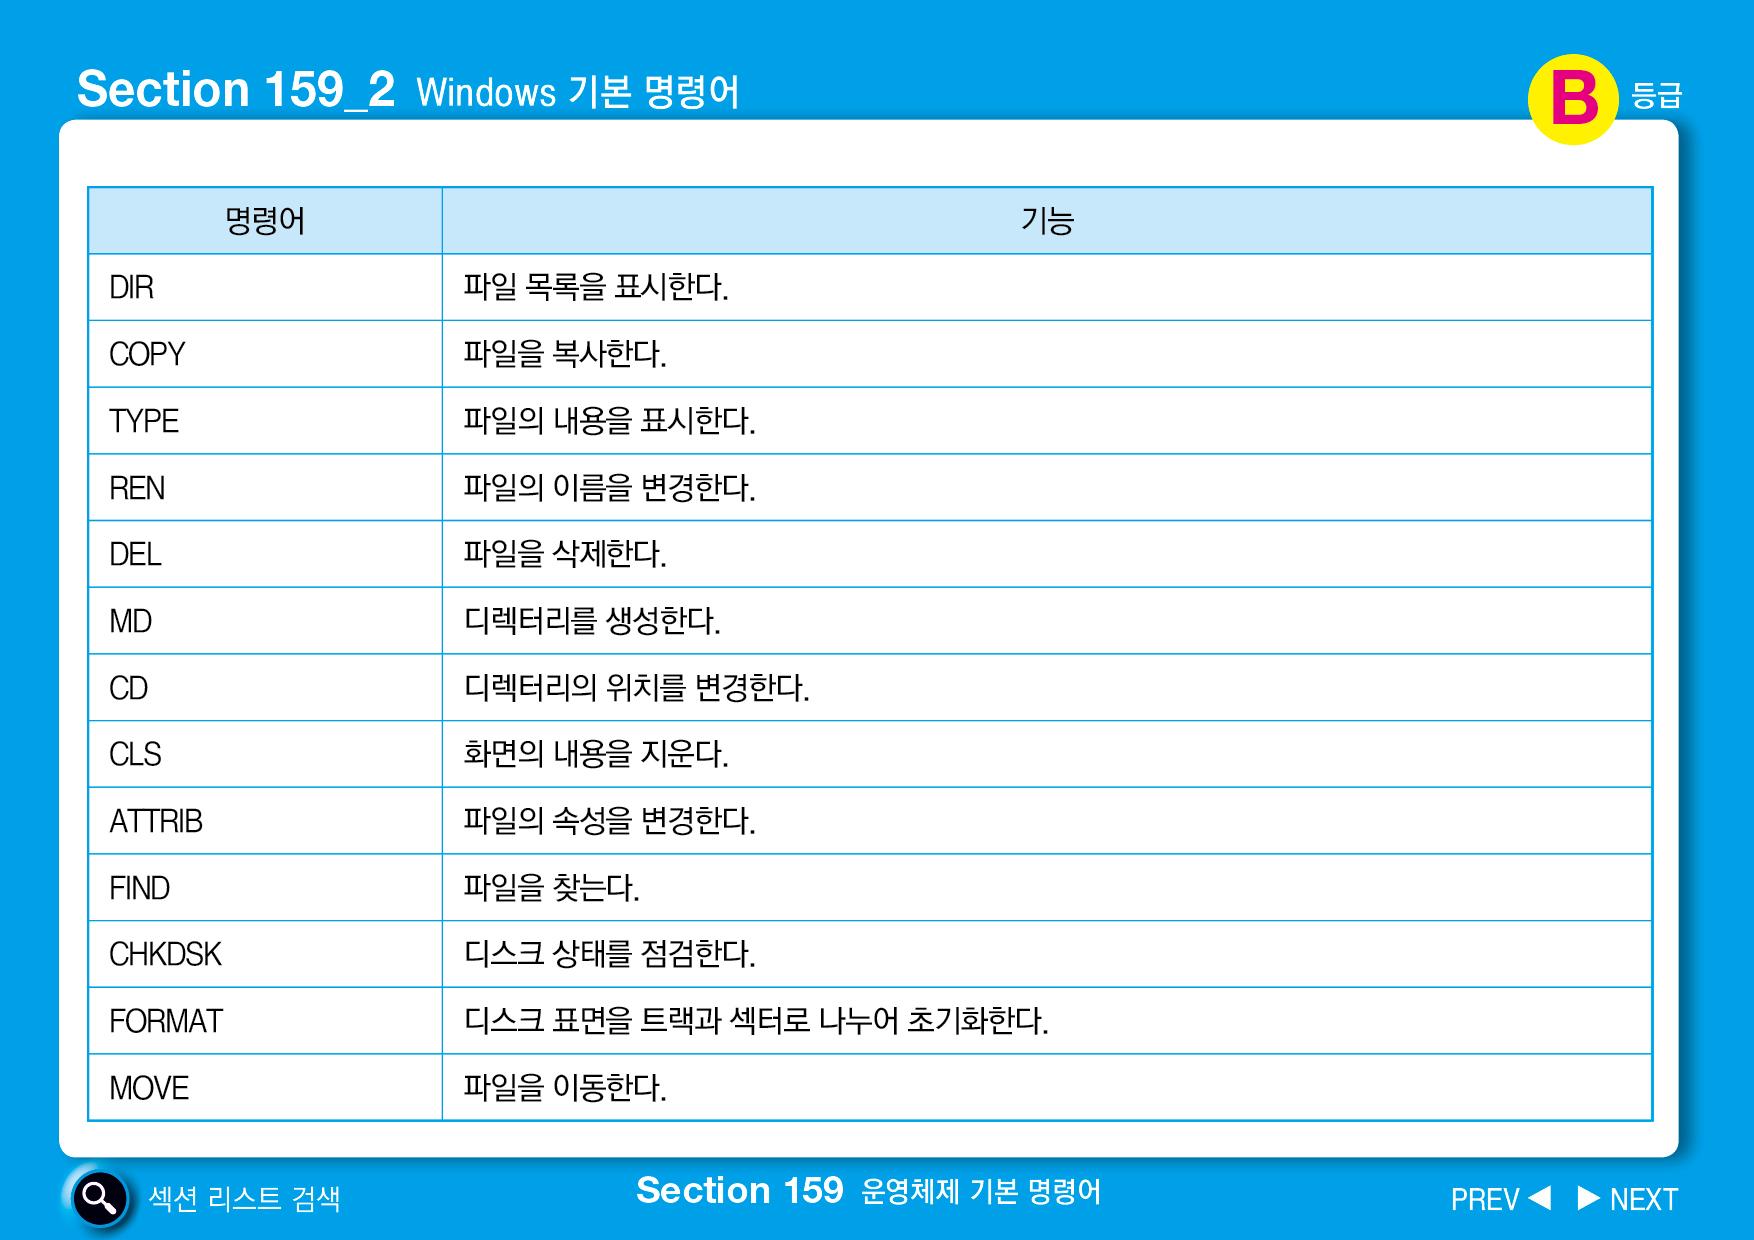 Section 159_2 Windows 기본 명령어
B 등급
명령어 기능
DIR 파일 목록을 표시한다.
COPY 파일을 복사한다.
TYPE 파일의 내용을 표시한다.
REN 파일의 이름을 변경한다.
DEL 파일을 삭제한다.
MD 디렉터리를 생성한다.
CD 디렉터리의 위치를 변경한다.
CLS 화면의 내용을 지운다.
ATTRIB 파일의 속성을 변경한다.
FIND 파일을 찾는다.
CHKDSK 디스크 상태를 점검한다.
FORMAT 디스크 표면을 트랙과 섹터로 나누어 초기화한다.
MOVE 파일을 이동한다.
섹션 리스트 검색
Section 159 운영체제 기본 명령어
PREV ◀ ▶ NEXT